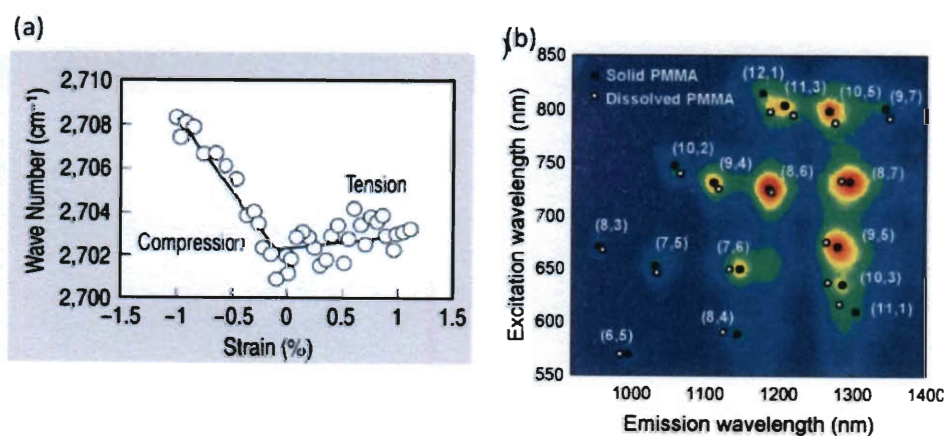 (a)
Wave Number (cm⁻¹)
2,710
2,708
2,706
2,704
2,702
2,700
Compression
Tension
−1.5 −1 −0.5 0 0.5 1 1.5
Strain (%)
(b)
Excitation wavelength (nm)
850
800
750
700
650
600
550
Solid PMMA
Dissolved PMMA
(12,1)
(11,3)
(10,5)
(9,7)
(10,2)
(9,4)
(8,6)
(8,7)
(8,3)
(7,5)
(7,6)
(9,5)
(10,3)
(11,1)
(8,4)
(6,5)
1000 1100 1200 1300 1400
Emission wavelength (nm)